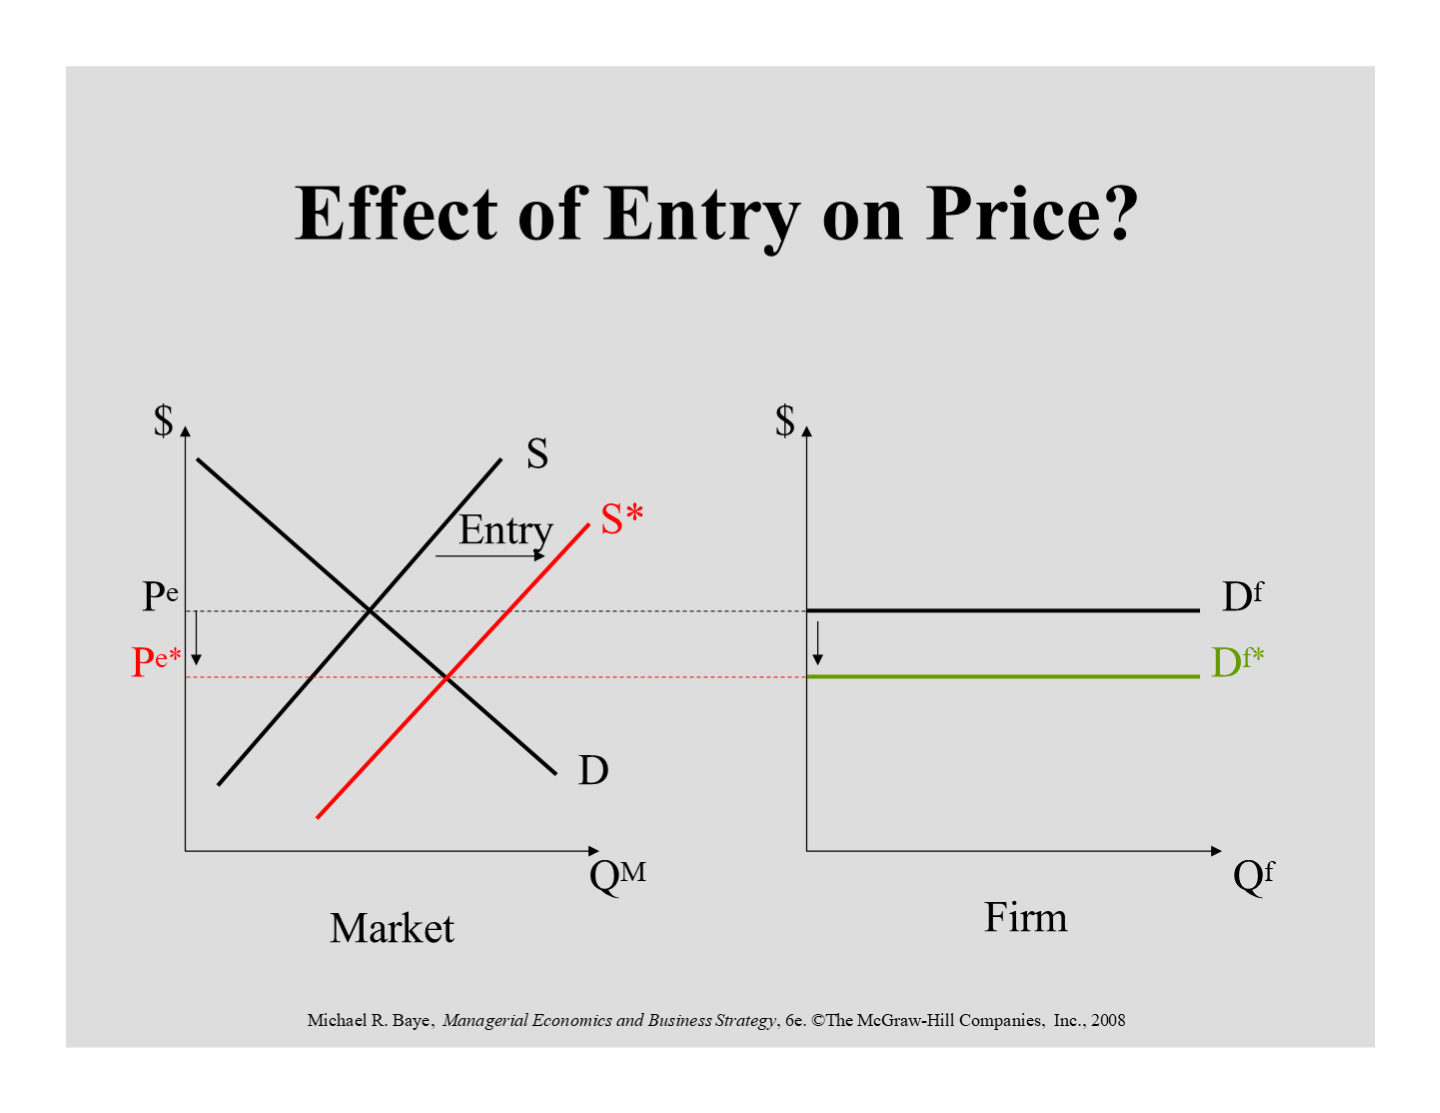 Effect of Entry on Price?
$
S
Entry
S*
Pe
Pe*
D
QM
Market
$
Df
Df*
Qf
Firm
Michael R. Baye, Managerial Economics and Business Strategy, 6e. ©The McGraw-Hill Companies, Inc., 2008